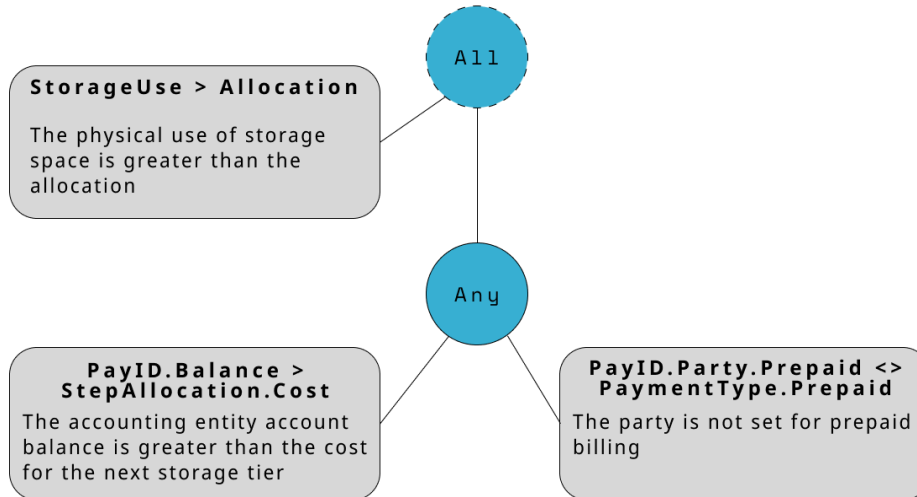 All
StorageUse > Allocation
The physical use of storage
space is greater than the
allocation
Any
PayID.Balance >
StepAllocation.Cost
The accounting entity account
balance is greater than the cost
for the next storage tier
PayID.Party.Prepaid <>
PaymentType.Prepaid
The party is not set for prepaid
billing